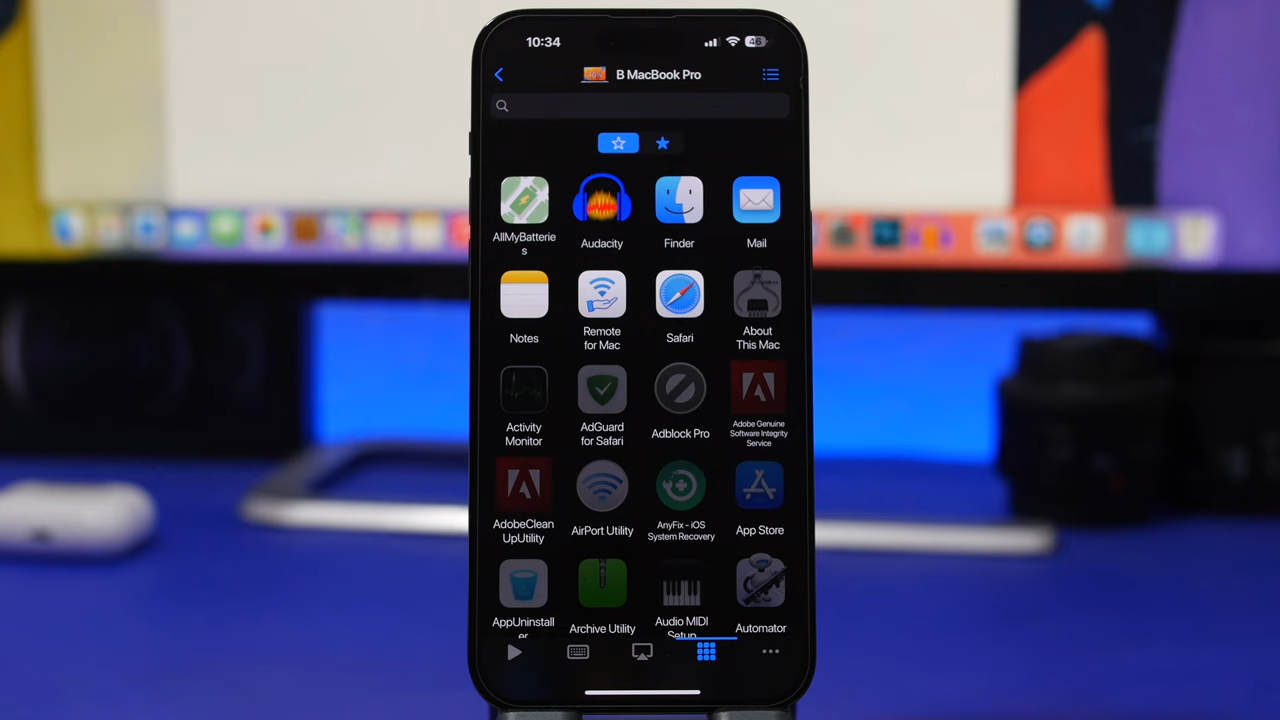 10:34
46
B MacBook Pro
AllMyBatterie
s
Audacity
Finder
Mail
Notes
Remote
for Mac
Safari
About
This Mac
Activity
Monitor
AdGuard
for Safari
Adblock Pro
Adobe Genuine
Software Integrity
Service
AdobeClean
UpUtility
AirPort Utility
AnyFix - iOS
System Recovery
App Store
AppUninstall
er
Archive Utility
Audio MIDI
Setup
Automator